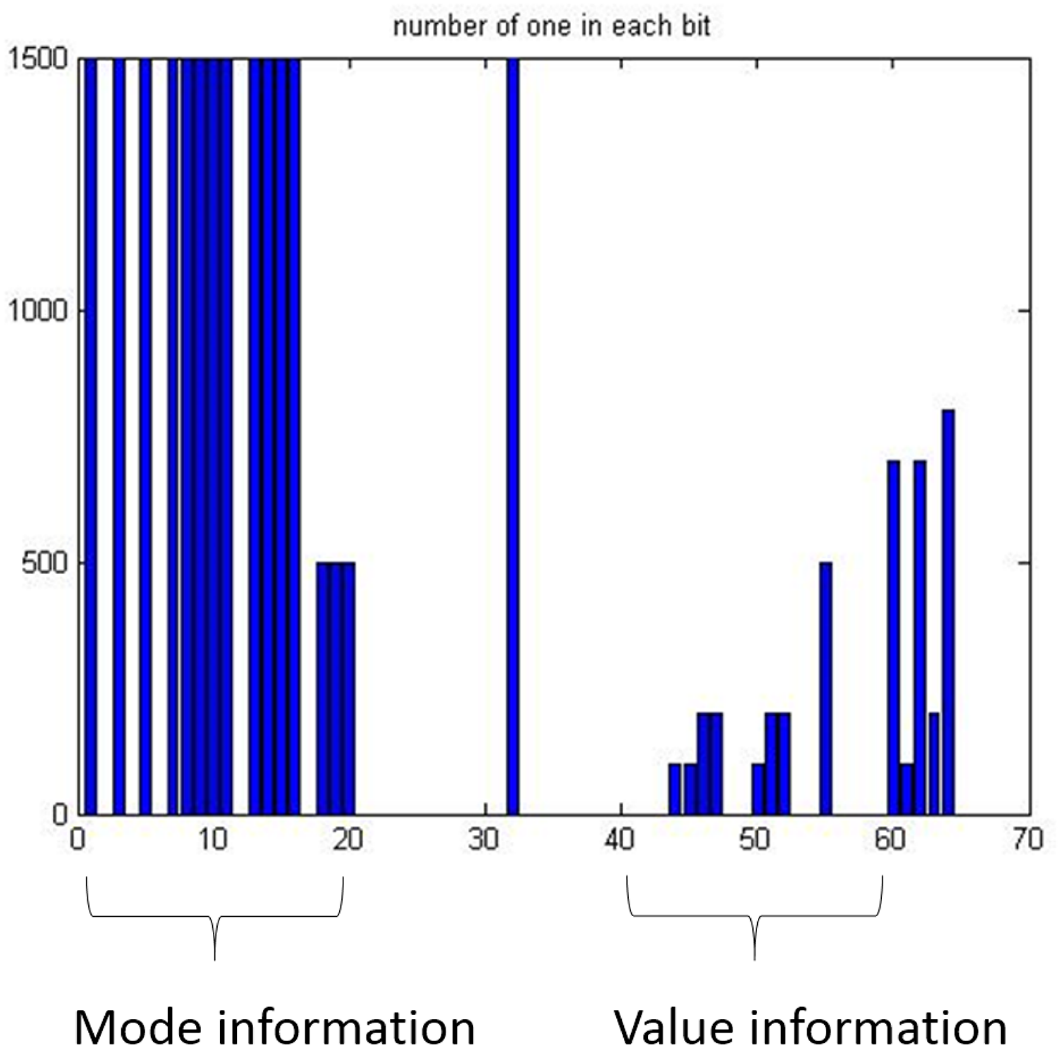 number of one in each bit
1500
1000
500
0
0 10 20 30 40 50 60 70
Mode information Value information